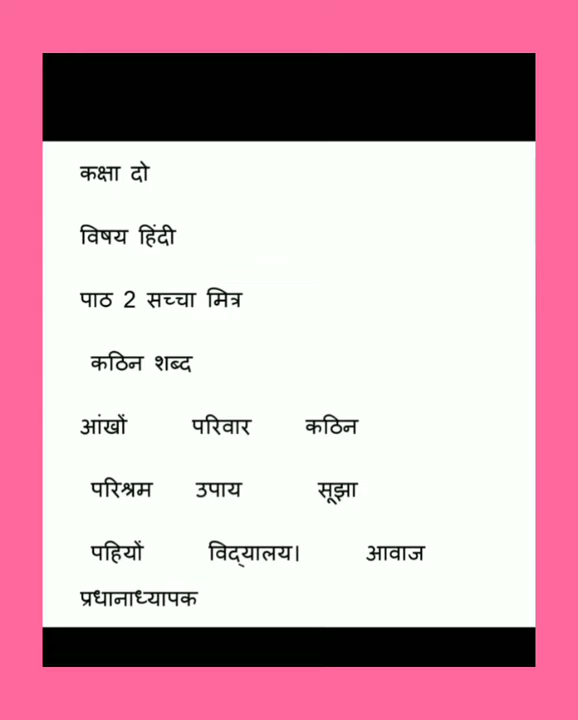 कक्षा दो
विषय हिंदी
पाठ 2 सच्चा मित्र
कठिन शब्द
आंखों परिवार कठिन
परिश्रम उपाय सूझा
पहियों विद्‌यालय। आवाज
प्रधानाध्यापक